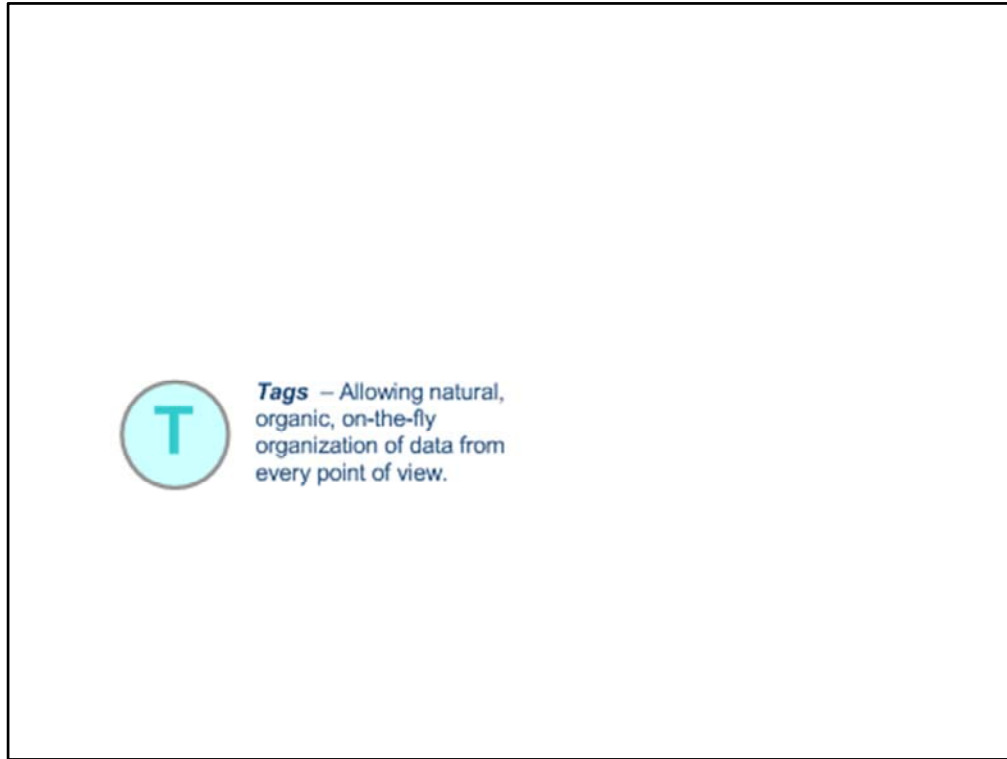 T
Tags – Allowing natural,
organic, on-the-fly
organization of data from
every point of view.